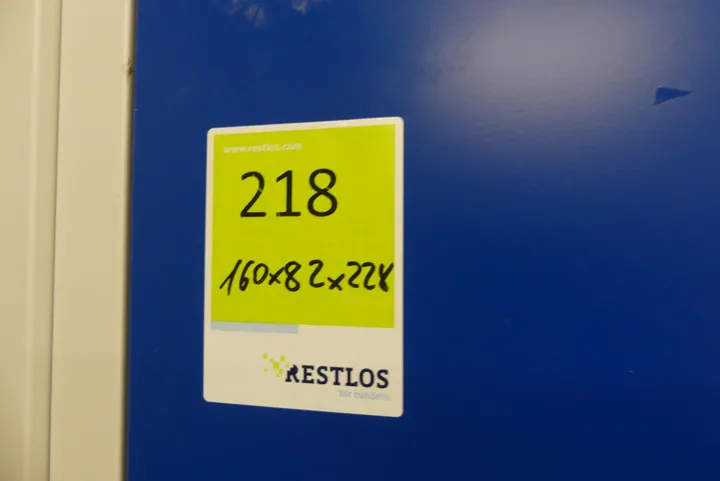 www.restlos.com
218
160x82x228
RESTLOS
Wir handeln.